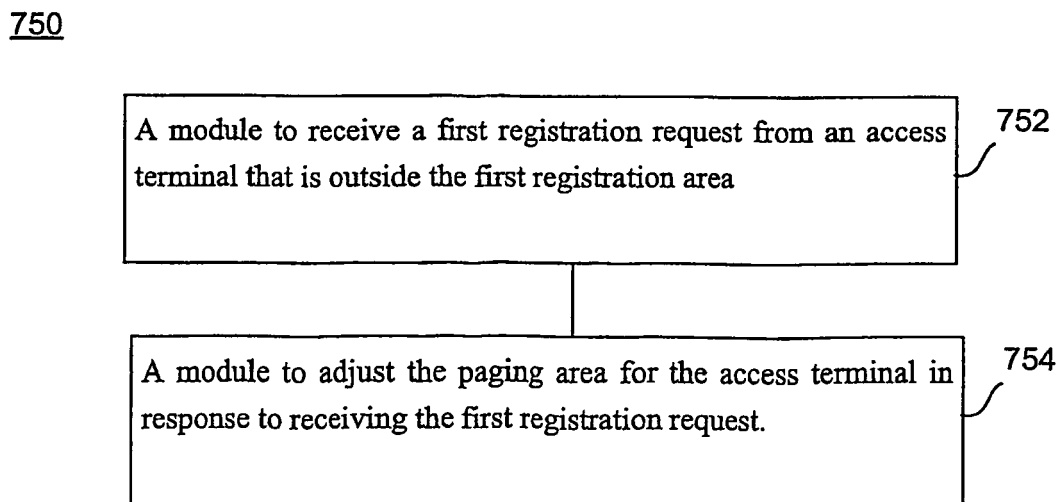 750
A module to receive a first registration request from an access
752
terminal that is outside the first registration area
A module to adjust the paging area for the access terminal in
754
response to receiving the first registration request.